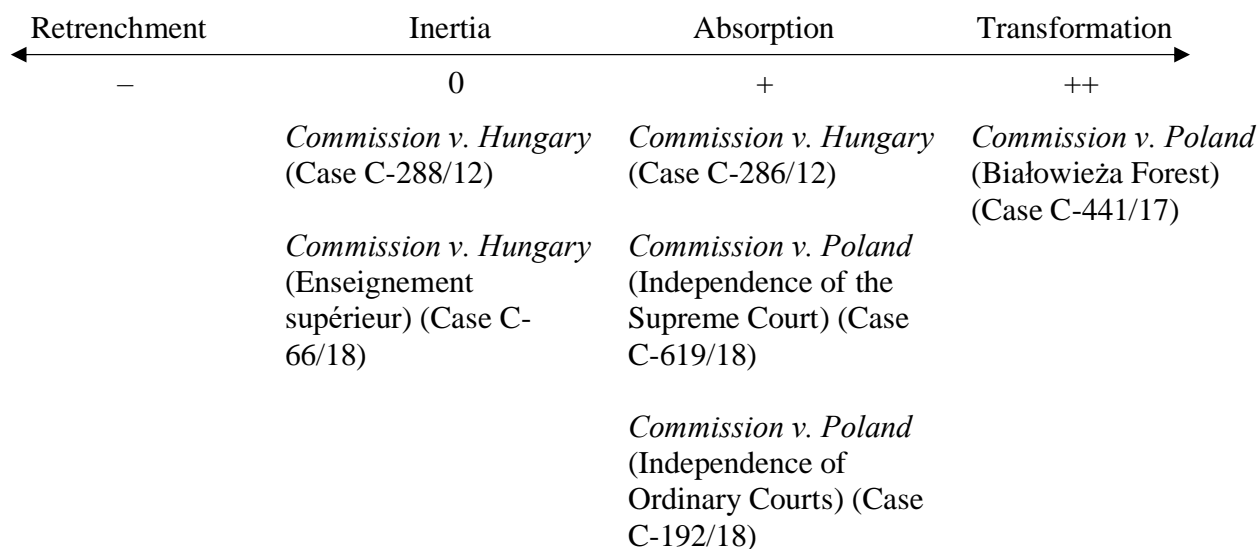 Retrenchment Inertia Absorption Transformation
– 0 + ++
Commission v. Hungary
(Case C-288/12)
Commission v. Hungary
(Enseignement
supérieur) (Case C-
66/18)
Commission v. Hungary
(Case C-286/12)
Commission v. Poland
(Independence of the
Supreme Court) (Case
C-619/18)
Commission v. Poland
(Independence of
Ordinary Courts) (Case
C-192/18)
Commission v. Poland
(Białowieża Forest)
(Case C-441/17)